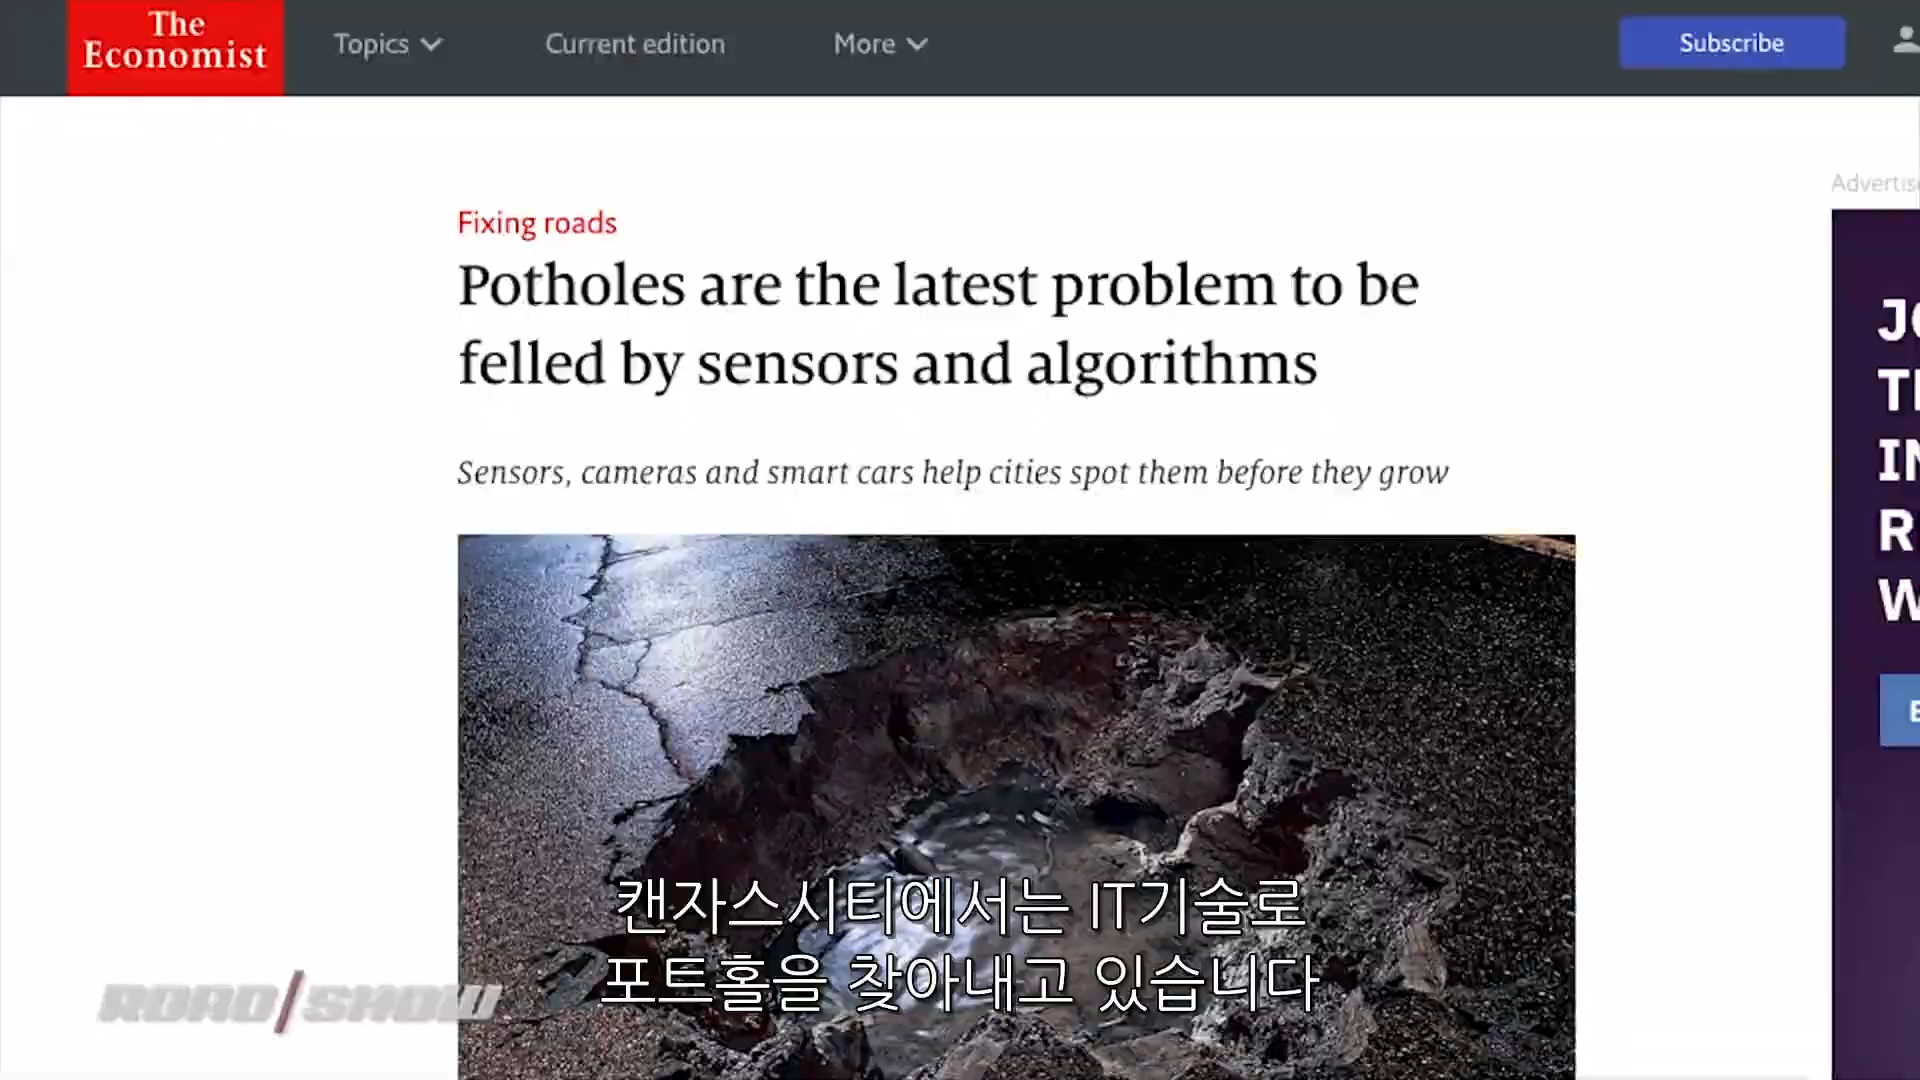 The
Economist
Topics
Current edition
More
Subscribe
Fixing roads
Potholes are the latest problem to be
felled by sensors and algorithms
Sensors, cameras and smart cars help cities spot them before they grow
캔자스시티에서는 IT기술로
포트홀을 찾아내고 있습니다
ROAD/SHOW